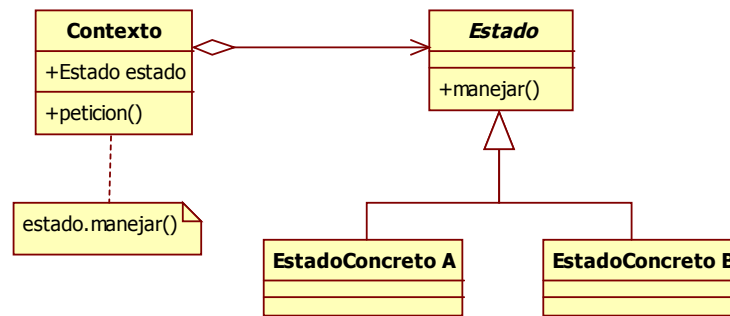 Contexto
+Estado estado
+peticion()
estado.manejar()
Estado
+manejar()
EstadoConcreto A
EstadoConcreto B